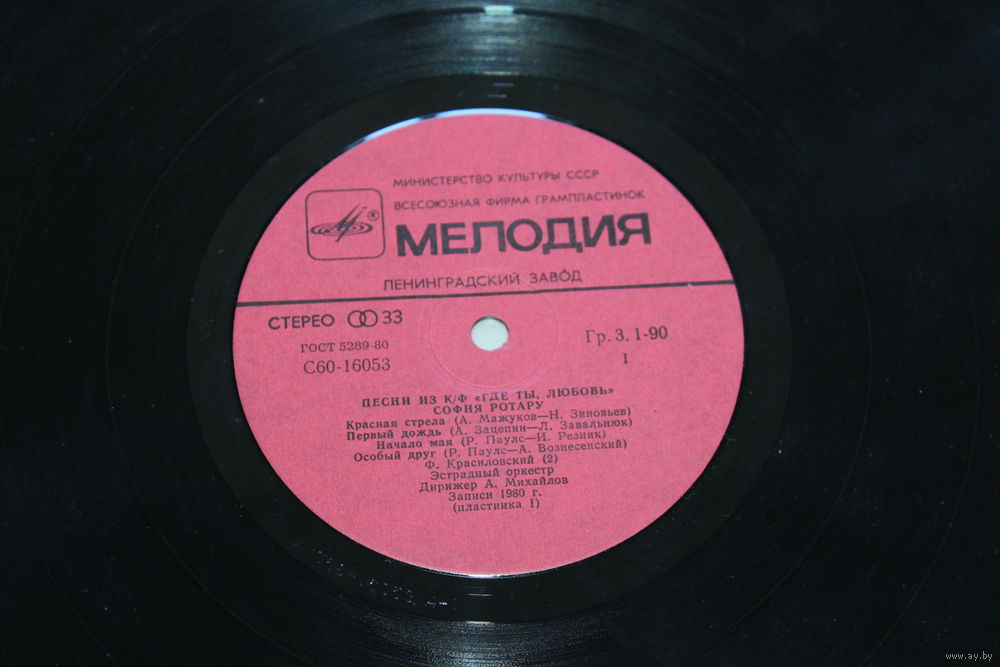 МИНИСТЕРСТВО КУЛЬТУРЫ СССР
ВСЕСОЮЗНАЯ ФИРМА ГРАМПЛАСТИНОК
®
МЕЛОДИЯ
ЛЕНИНГРАДСКИЙ ЗАВОД
СТЕРЕО 33
ГОСТ 5289-80
С60-16053
Гр. 3. 1-90
1
ПЕСНИ ИЗ К/Ф «ГДЕ ТЫ, ЛЮБОВЬ»
СОФИЯ РОТАРУ
Красная стрела (А. Мажуков—Н. Зиновьев)
Первый дождь (А. Зацепин—Л. Завальнюк)
Начало мая (Р. Паулс—И. Резник)
Особый друг (Р. Паулс—А. Вознесенский)
Ф. Красиловский (2)
Эстрадный оркестр
Дирижер А. Михайлов
Записи 1980 г.
(пластинка I)
www.ay.by